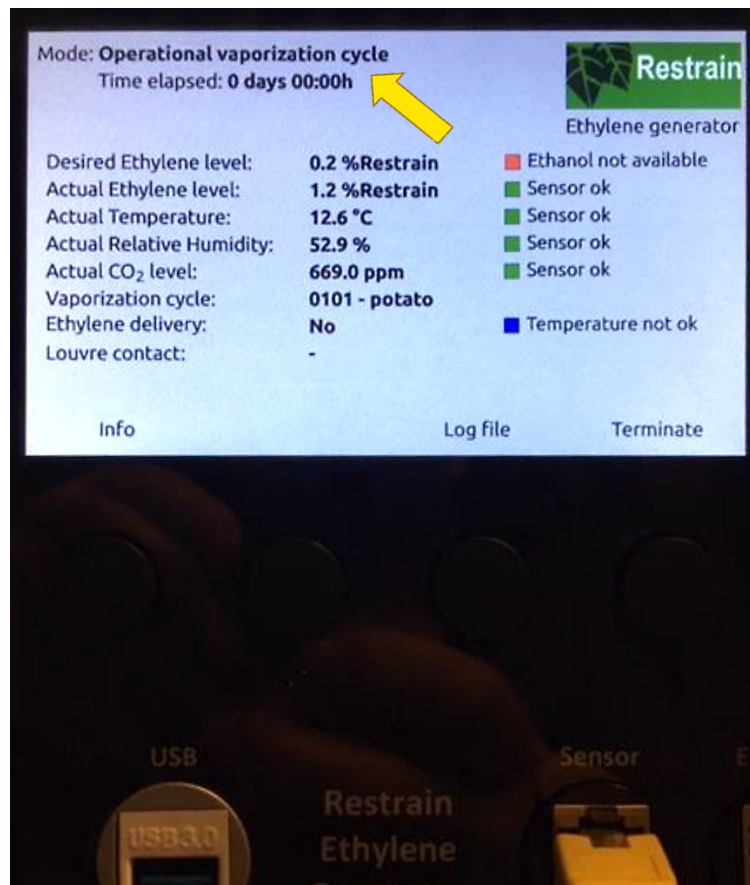 Mode: Operational vaporization cycle
Time elapsed: 0 days 00:00h
Restrain
Ethylene generator
Desired Ethylene level: 0.2 %Restrain Ethanol not available
Actual Ethylene level: 1.2 %Restrain Sensor ok
Actual Temperature: 12.6 °C Sensor ok
Actual Relative Humidity: 52.9 % Sensor ok
Actual CO₂ level: 669.0 ppm Sensor ok
Vaporization cycle: 0101 - potato
Ethylene delivery: No Temperature not ok
Louvre contact: -
Info Log file Terminate
USB Sensor
Restrain
Ethylene
USB3.0